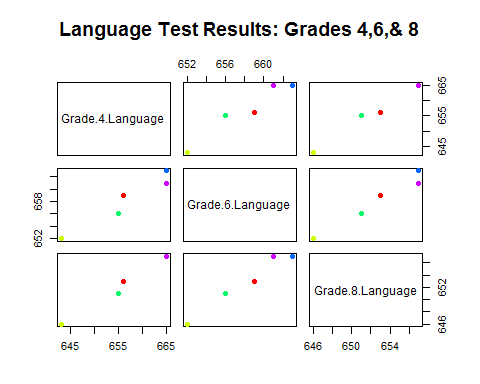 Language Test Results: Grades 4,6,& 8
652 656 660
Grade.4.Language
645 655 665
652 658
Grade.6.Language
Grade.8.Language
646 652
645 655 665
646 650 654